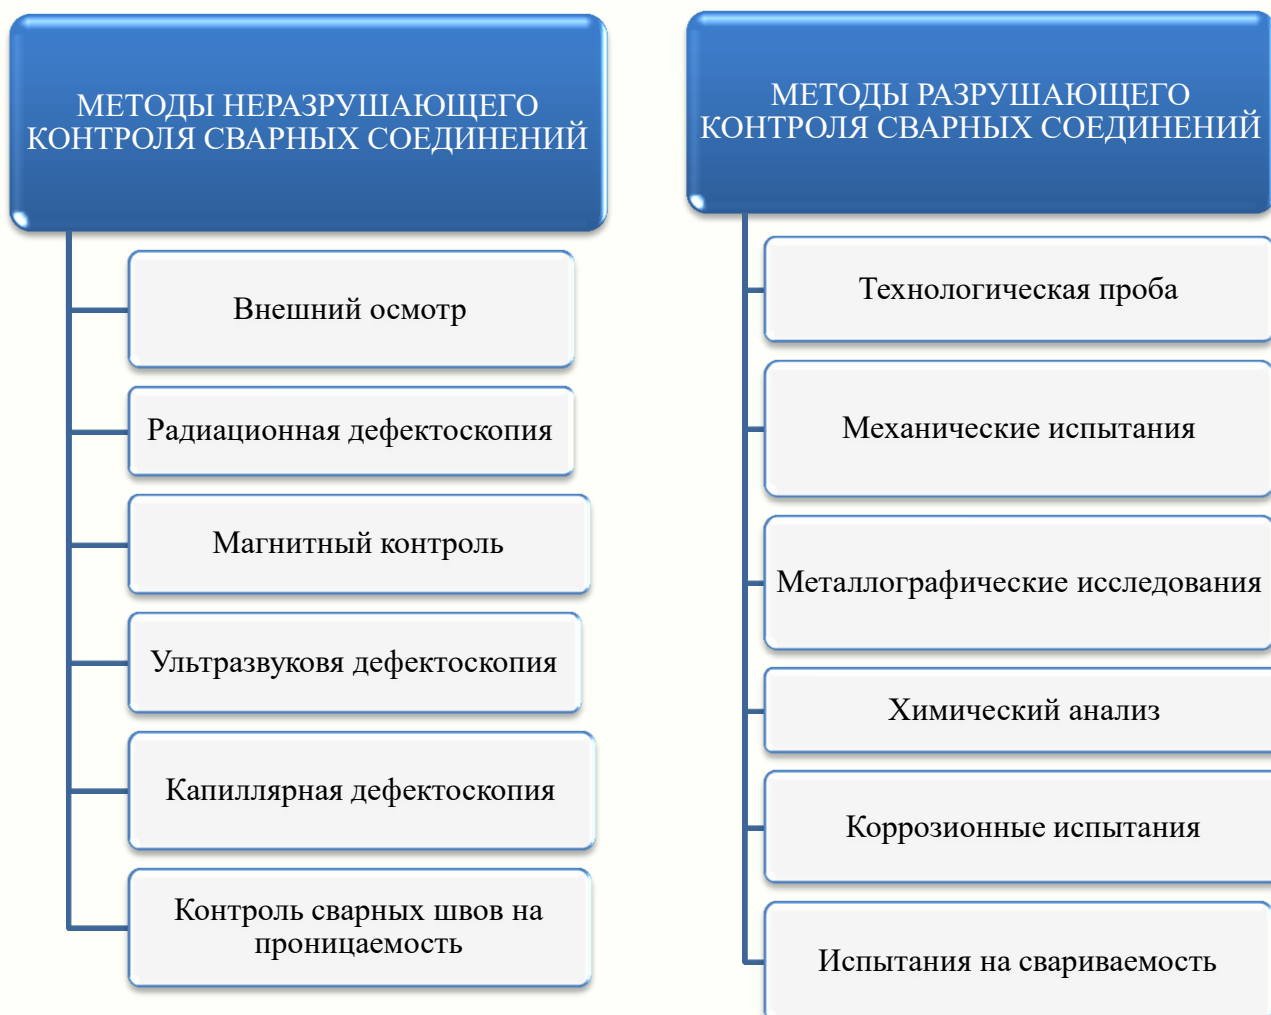 МЕТОДЫ НЕРАЗРУШАЮЩЕГО
КОНТРОЛЯ СВАРНЫХ СОЕДИНЕНИЙ
Внешний осмотр
Радиационная дефектоскопия
Магнитный контроль
Ультразвуковя дефектоскопия
Капиллярная дефектоскопия
Контроль сварных швов на
проницаемость
МЕТОДЫ РАЗРУШАЮЩЕГО
КОНТРОЛЯ СВАРНЫХ СОЕДИНЕНИЙ
Технологическая проба
Механические испытания
Металлографические исследования
Химический анализ
Коррозионные испытания
Испытания на свариваемость